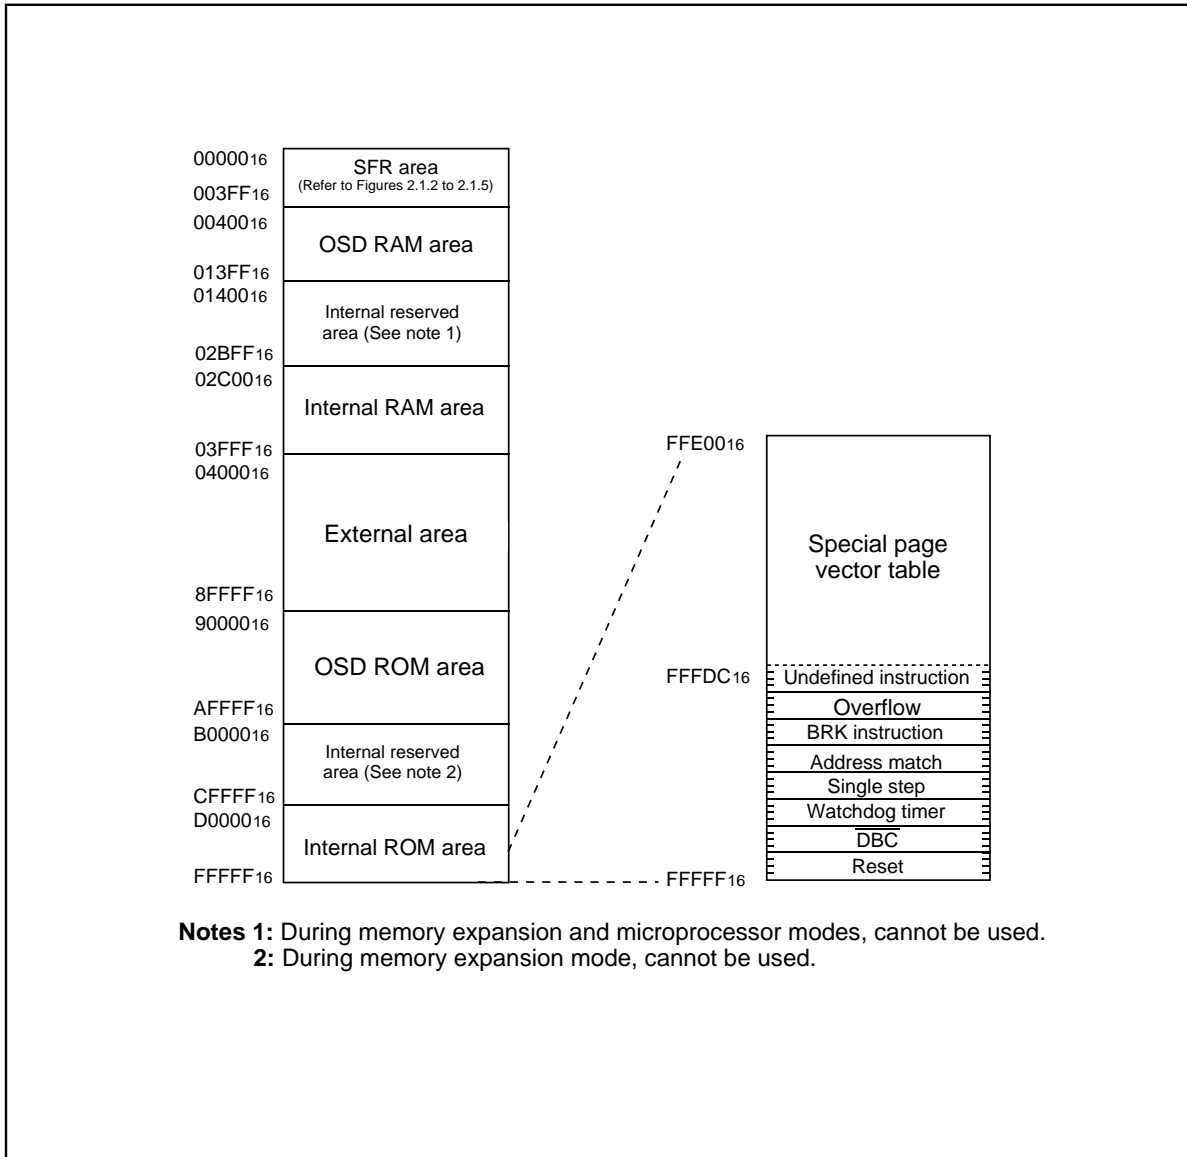 0000016
SFR area
(Refer to Figures 2.1.2 to 2.1.5)
003FF16
0040016
OSD RAM area
013FF16
0140016
Internal reserved
area (See note 1)
02BFF16
02C0016
Internal RAM area
03FFF16
0400016
External area
8FFFF16
9000016
OSD ROM area
AFFFF16
B000016
Internal reserved
area (See note 2)
CFFFF16
D000016
Internal ROM area
FFFFF16
FFE0016
Special page
vector table
FFFDC16
Undefined instruction
Overflow
BRK instruction
Address match
Single step
Watchdog timer
DBC
Reset
FFFFF16
Notes 1: During memory expansion and microprocessor modes, cannot be used.
2: During memory expansion mode, cannot be used.